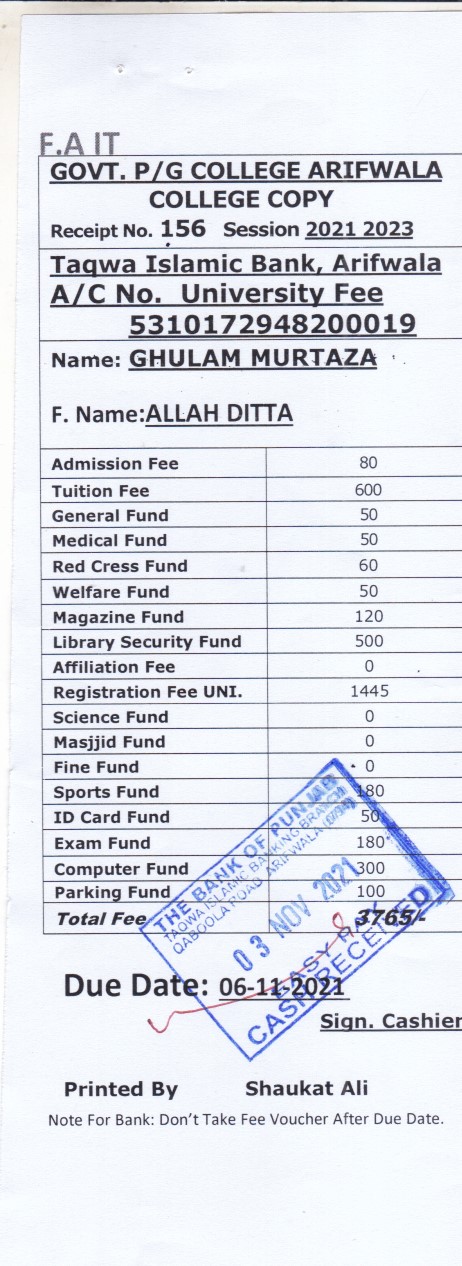 F.A IT
GOVT. P/G COLLEGE ARIFWALA
COLLEGE COPY
Receipt No. 156 Session 2021 2023
Taqwa Islamic Bank, Arifwala
A/C No. University Fee
5310172948200019
Name: GHULAM MURTAZA
F. Name:ALLAH DITTA
Admission Fee 80
Tuition Fee 600
General Fund 50
Medical Fund 50
Red Cress Fund 60
Welfare Fund 50
Magazine Fund 120
Library Security Fund 500
Affiliation Fee 0
Registration Fee UNI. 1445
Science Fund 0
Masjjid Fund 0
Fine Fund 0
Sports Fund 180
ID Card Fund 50
Exam Fund 180
Computer Fund 300
Parking Fund 100
Total Fee 3765/-
THE BANK OF PUNJAB
TAQWA ISLAMIC BANKING BRANCH
QABOOLA ROAD, ARIFWALA
03 NOV 2021
EASY PAK
CASH RECEIVED
Due Date: 06-11-2021
Sign. Cashier
Printed By Shaukat Ali
Note For Bank: Don't Take Fee Voucher After Due Date.